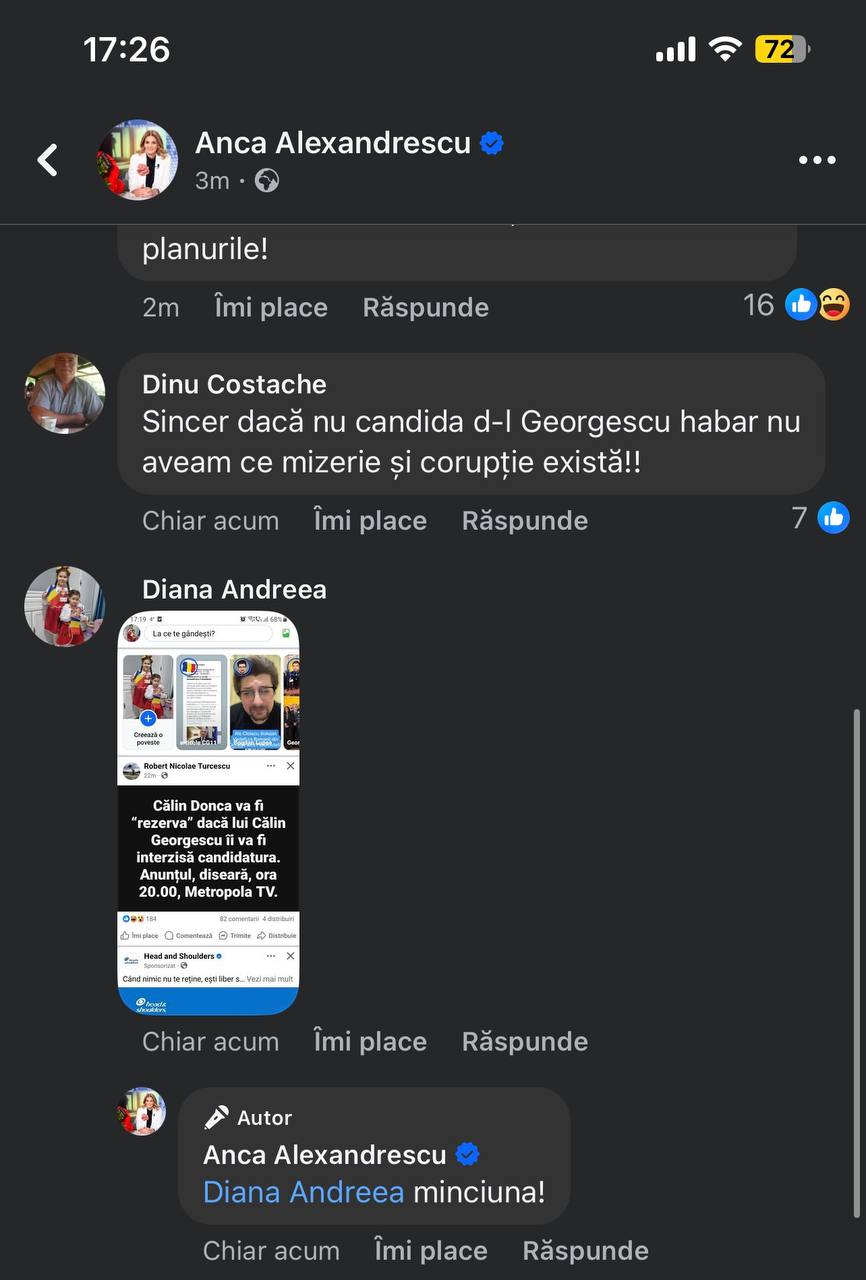 17:26
72
Anca Alexandrescu
3m ·
planurile!
2m Îmi place Răspunde 16
Dinu Costache
Sincer dacă nu candida d-l Georgescu habar nu
aveam ce mizerie și corupție există!!
Chiar acum Îmi place Răspunde 7
Diana Andreea
17:19 68%
La ce te gândești?
Creează o
poveste
Robert Nicolae Turcescu
22m ·
Călin Donca va fi
“rezerva” dacă lui Călin
Georgescu îi va fi
interzisă candidatura.
Anunțul, diseară, ora
20.00, Metropola TV.
184 82 comentarii 4 distribuiri
Îmi place Comentează Trimite Distribuie
Head and Shoulders
Sponsorizat ·
Când nimic nu te reține, ești liber s... Vezi mai mult
head&
shoulders
Chiar acum Îmi place Răspunde
Autor
Anca Alexandrescu
Diana Andreea minciuna!
Chiar acum Îmi place Răspunde